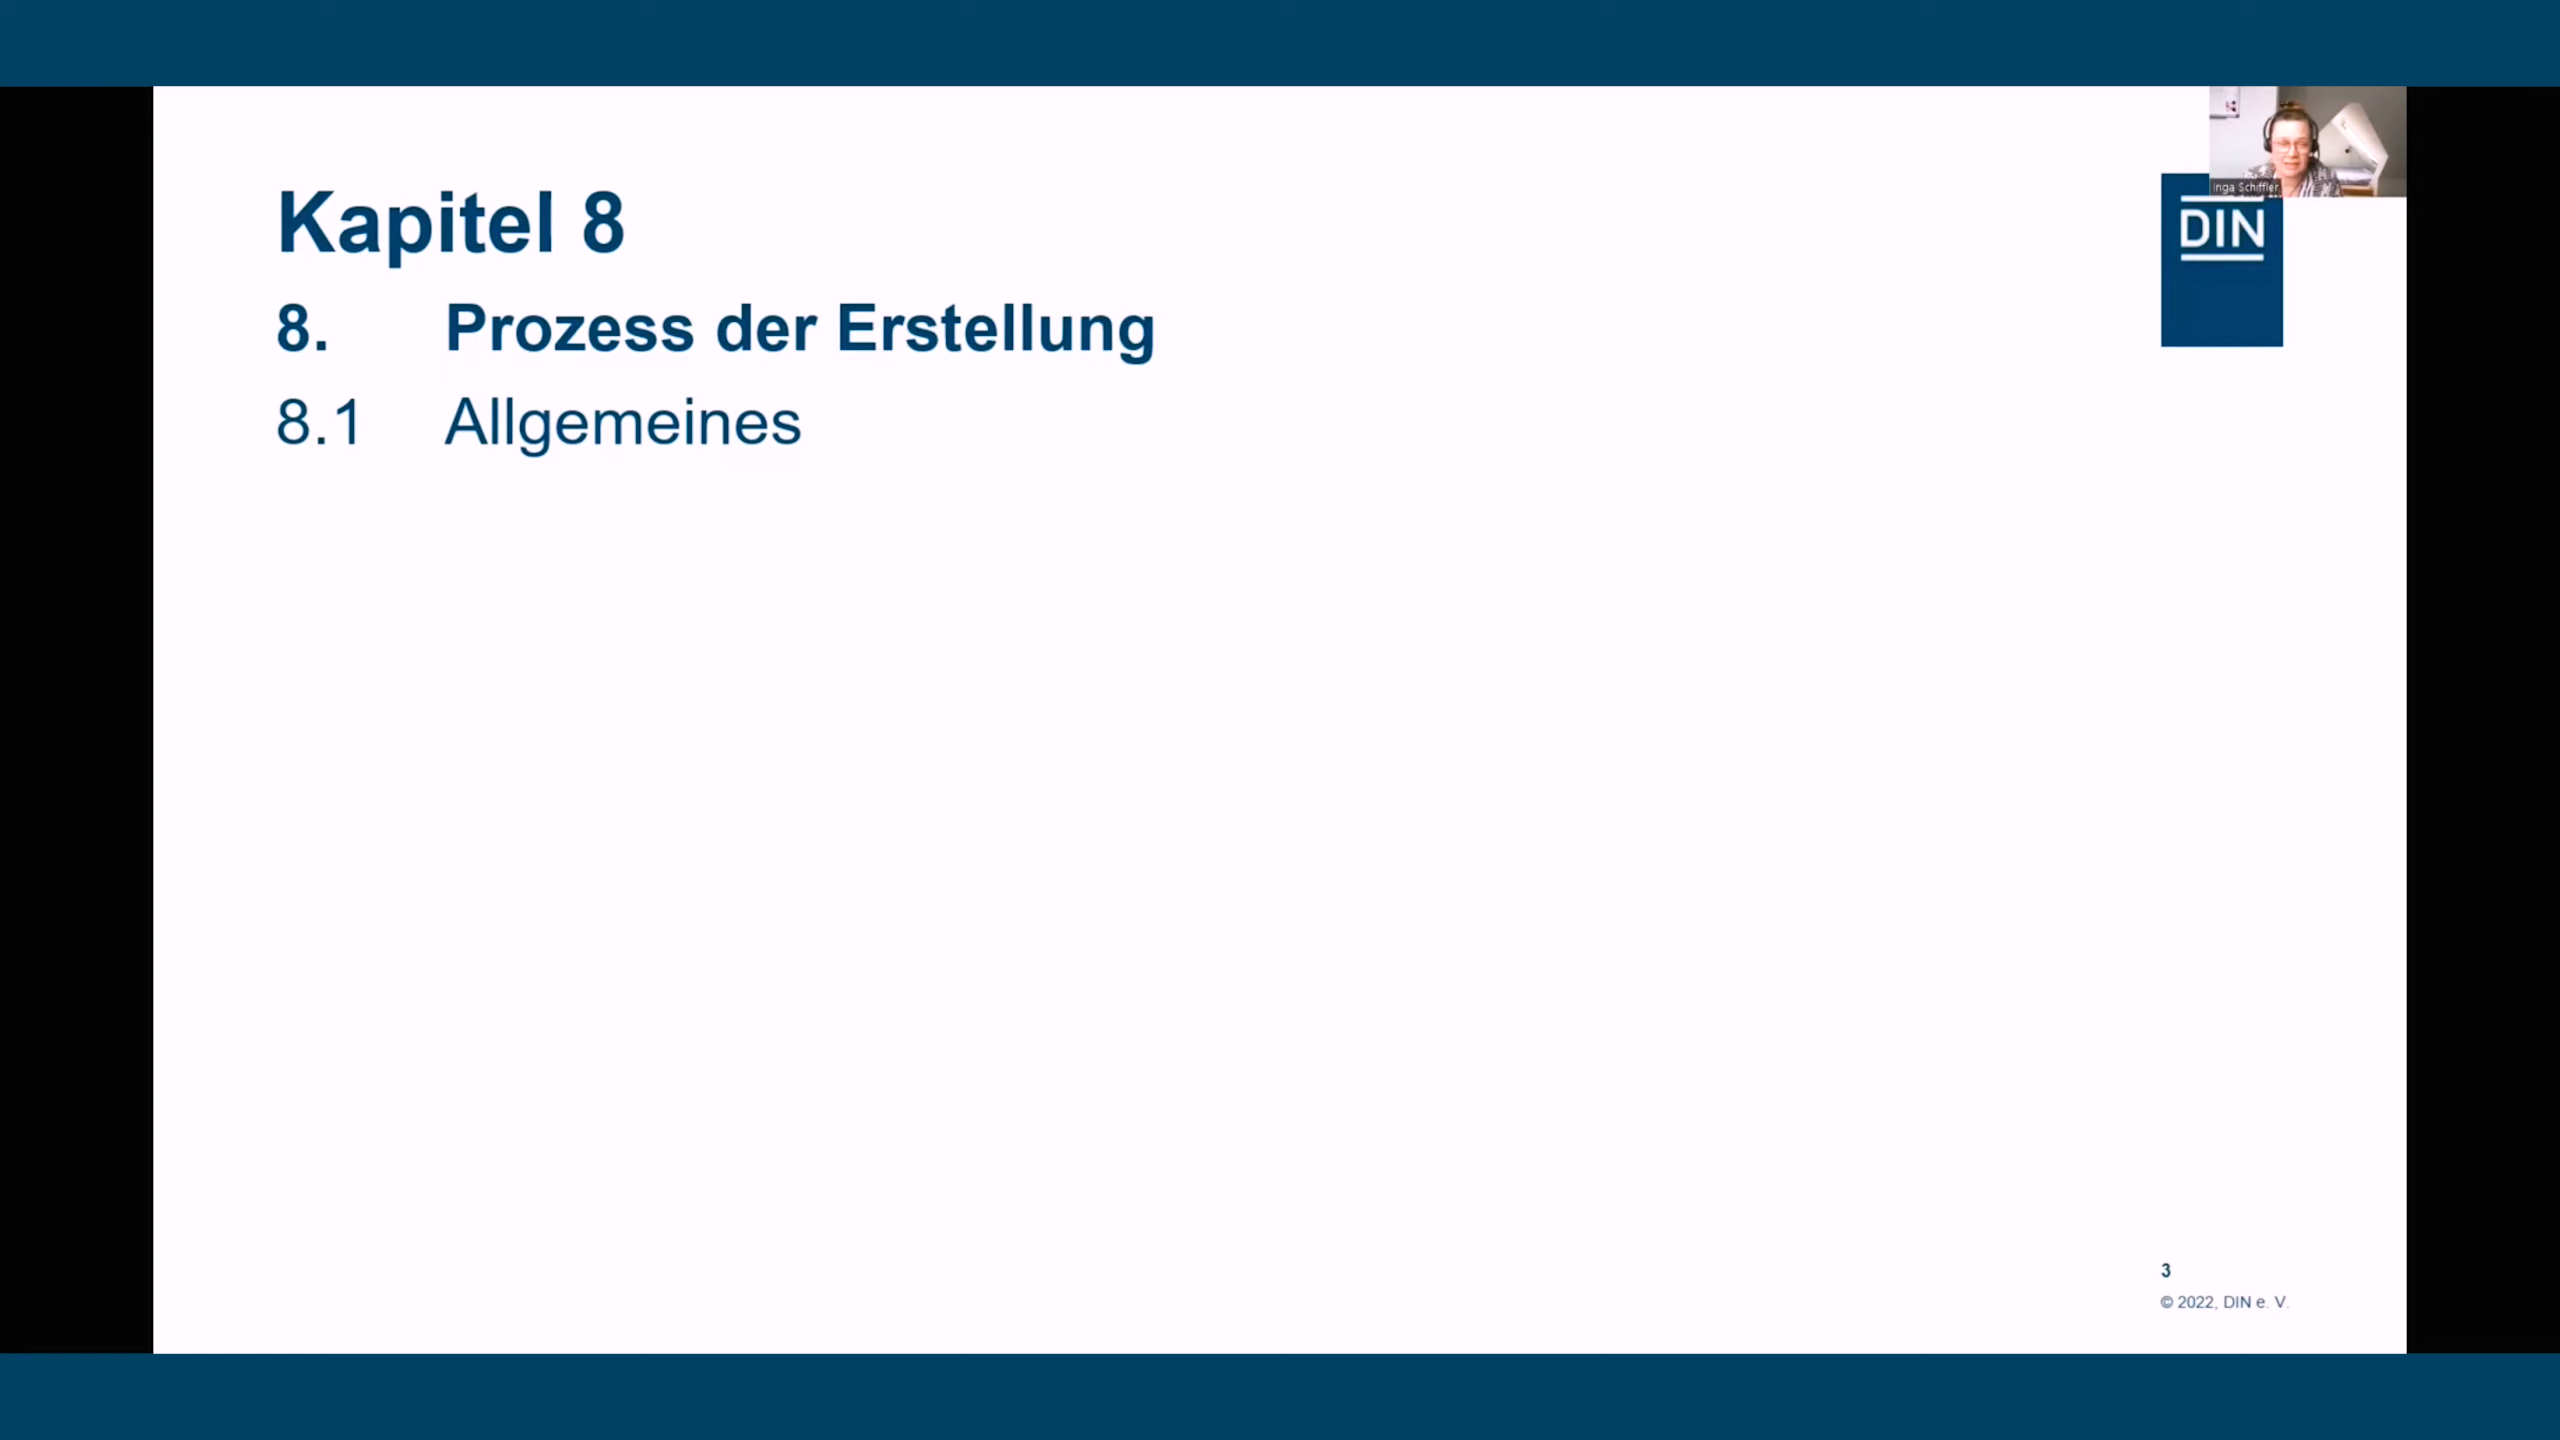 Kapitel 8
8. Prozess der Erstellung
8.1 Allgemeines
Inga Schiffler
DIN
3
© 2022, DIN e. V.